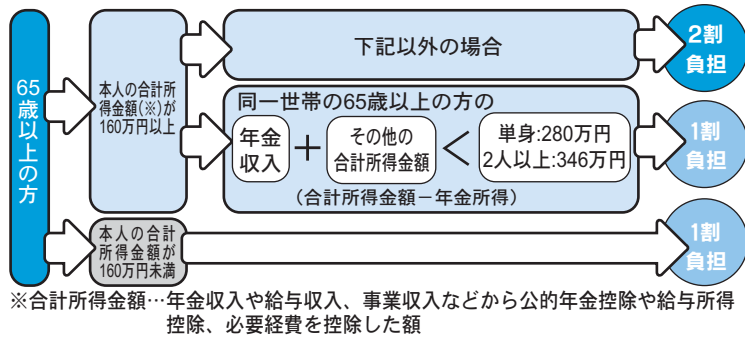 65歳以上の方
本人の合計所
得金額(※)が
160万円以上
下記以外の場合
2割
負担
同一世帯の65歳以上の方の
年金
収入
+
その他の
合計所得金額
<
単身:280万円
2人以上:346万円
(合計所得金額－年金所得)
1割
負担
本人の合計
所得金額が
160万円未満
1割
負担
※合計所得金額…年金収入や給与収入、事業収入などから公的年金控除や給与所得
控除、必要経費を控除した額